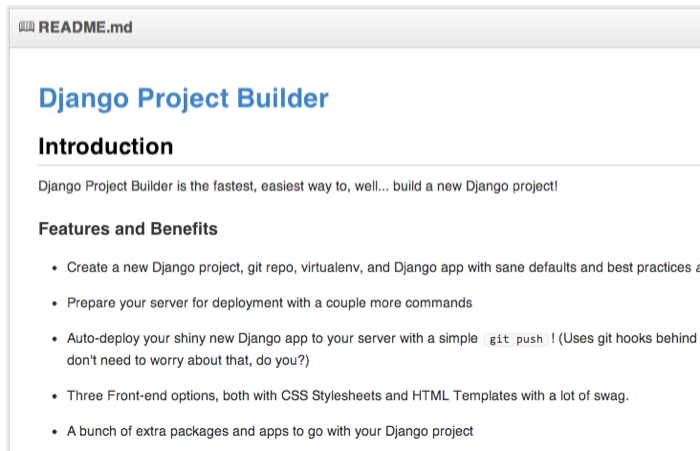 README.md
Django Project Builder
Introduction
Django Project Builder is the fastest, easiest way to, well... build a new Django project!
Features and Benefits
• Create a new Django project, git repo, virtualenv, and Django app with sane defaults and best practices
• Prepare your server for deployment with a couple more commands
• Auto-deploy your shiny new Django app to your server with a simple git push ! (Uses git hooks behind
don't need to worry about that, do you?)
• Three Front-end options, both with CSS Stylesheets and HTML Templates with a lot of swag.
• A bunch of extra packages and apps to go with your Django project